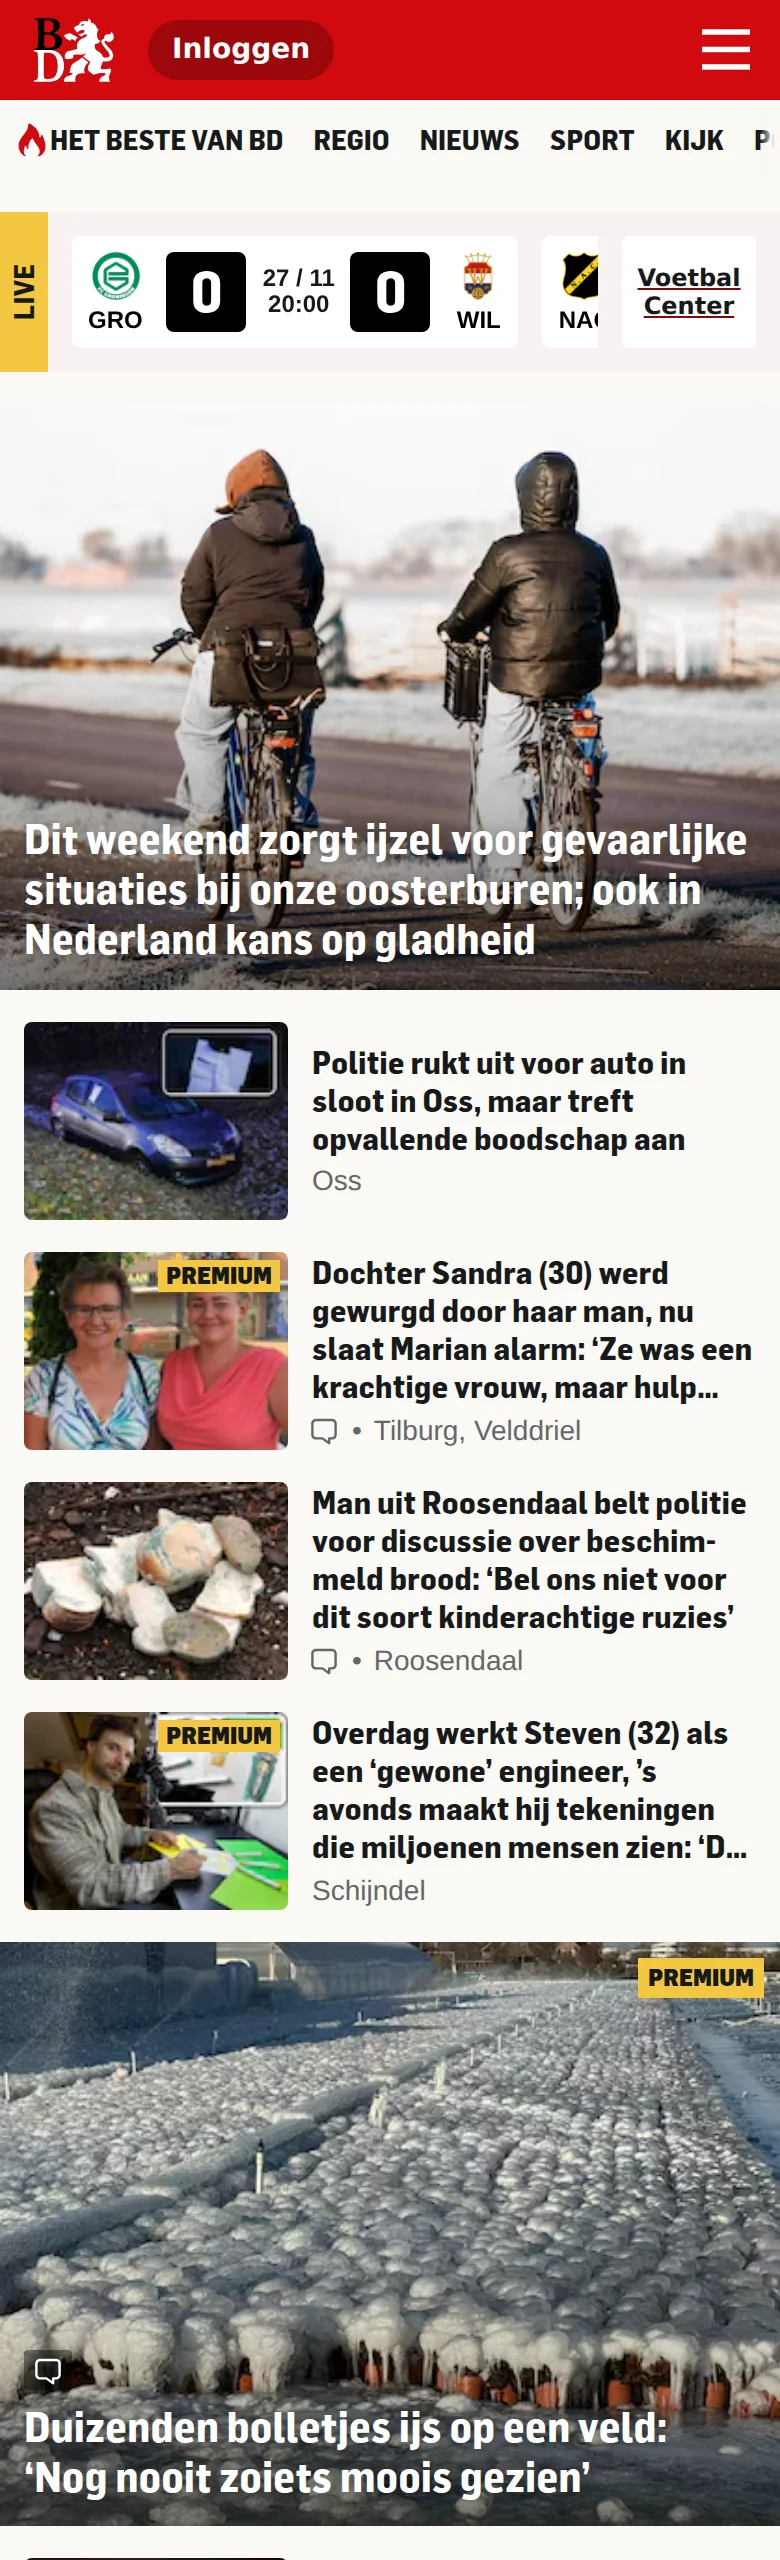 BD
Inloggen
HET BESTE VAN BD REGIO NIEUWS SPORT KIJK
LIVE
GRO
0
27 / 11
20:00
0
WIL
NAC
Voetbal
Center
Dit weekend zorgt ijzel voor gevaarlijke
situaties bij onze oosterburen; ook in
Nederland kans op gladheid
Politie rukt uit voor auto in
sloot in Oss, maar treft
opvallende boodschap aan
Oss
PREMIUM
Dochter Sandra (30) werd
gewurgd door haar man, nu
slaat Marian alarm: ‘Ze was een
krachtige vrouw, maar hulp...
• Tilburg, Velddriel
Man uit Roosendaal belt politie
voor discussie over beschim-
meld brood: ‘Bel ons niet voor
dit soort kinderachtige ruzies’
• Roosendaal
PREMIUM
Overdag werkt Steven (32) als
een ‘gewone’ engineer, ’s
avonds maakt hij tekeningen
die miljoenen mensen zien: ‘D...
Schijndel
PREMIUM
Duizenden bolletjes ijs op een veld:
‘Nog nooit zoiets moois gezien’